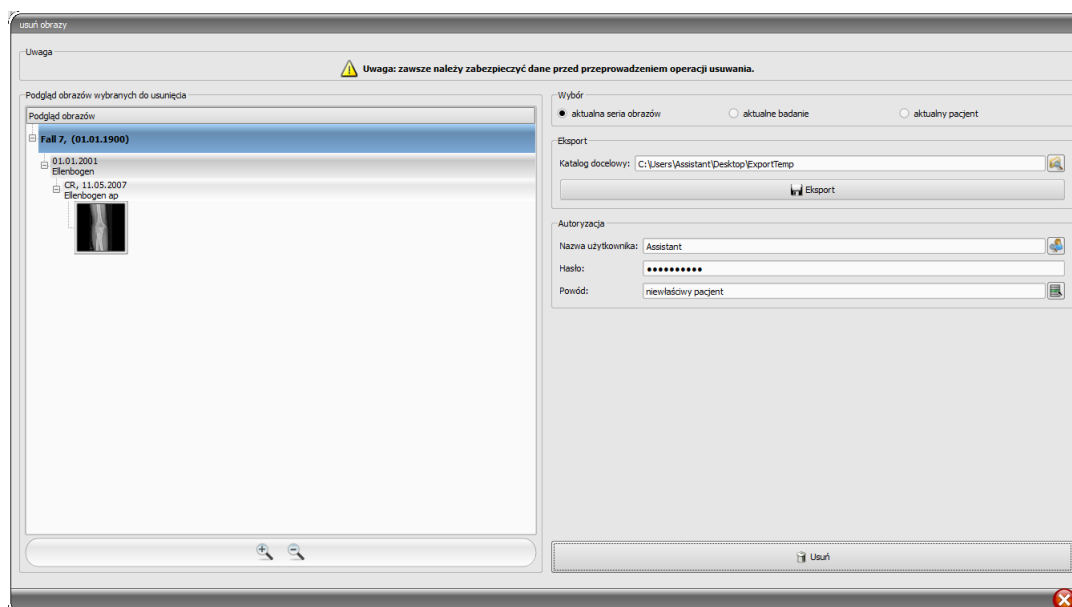 usuń obrazy
Uwaga
Uwaga: zawsze należy zabezpieczyć dane przed przeprowadzeniem operacji usuwania.
Podgląd obrazów wybranych do usunięcia
Podgląd obrazów
Fall 7, (01.01.1900)
01.01.2001
Ellenbogen
CR, 11.05.2007
Ellenbogen ap
Wybór
aktualna seria obrazów
aktualne badanie
aktualny pacjent
Eksport
Katalog docelowy: C:\Users\Assistant\Desktop\ExportTemp
Eksport
Autoryzacja
Nazwa użytkownika: Assistant
Hasło: ●●●●●●●●●●
Powód: niewłaściwy pacjent
Usuń